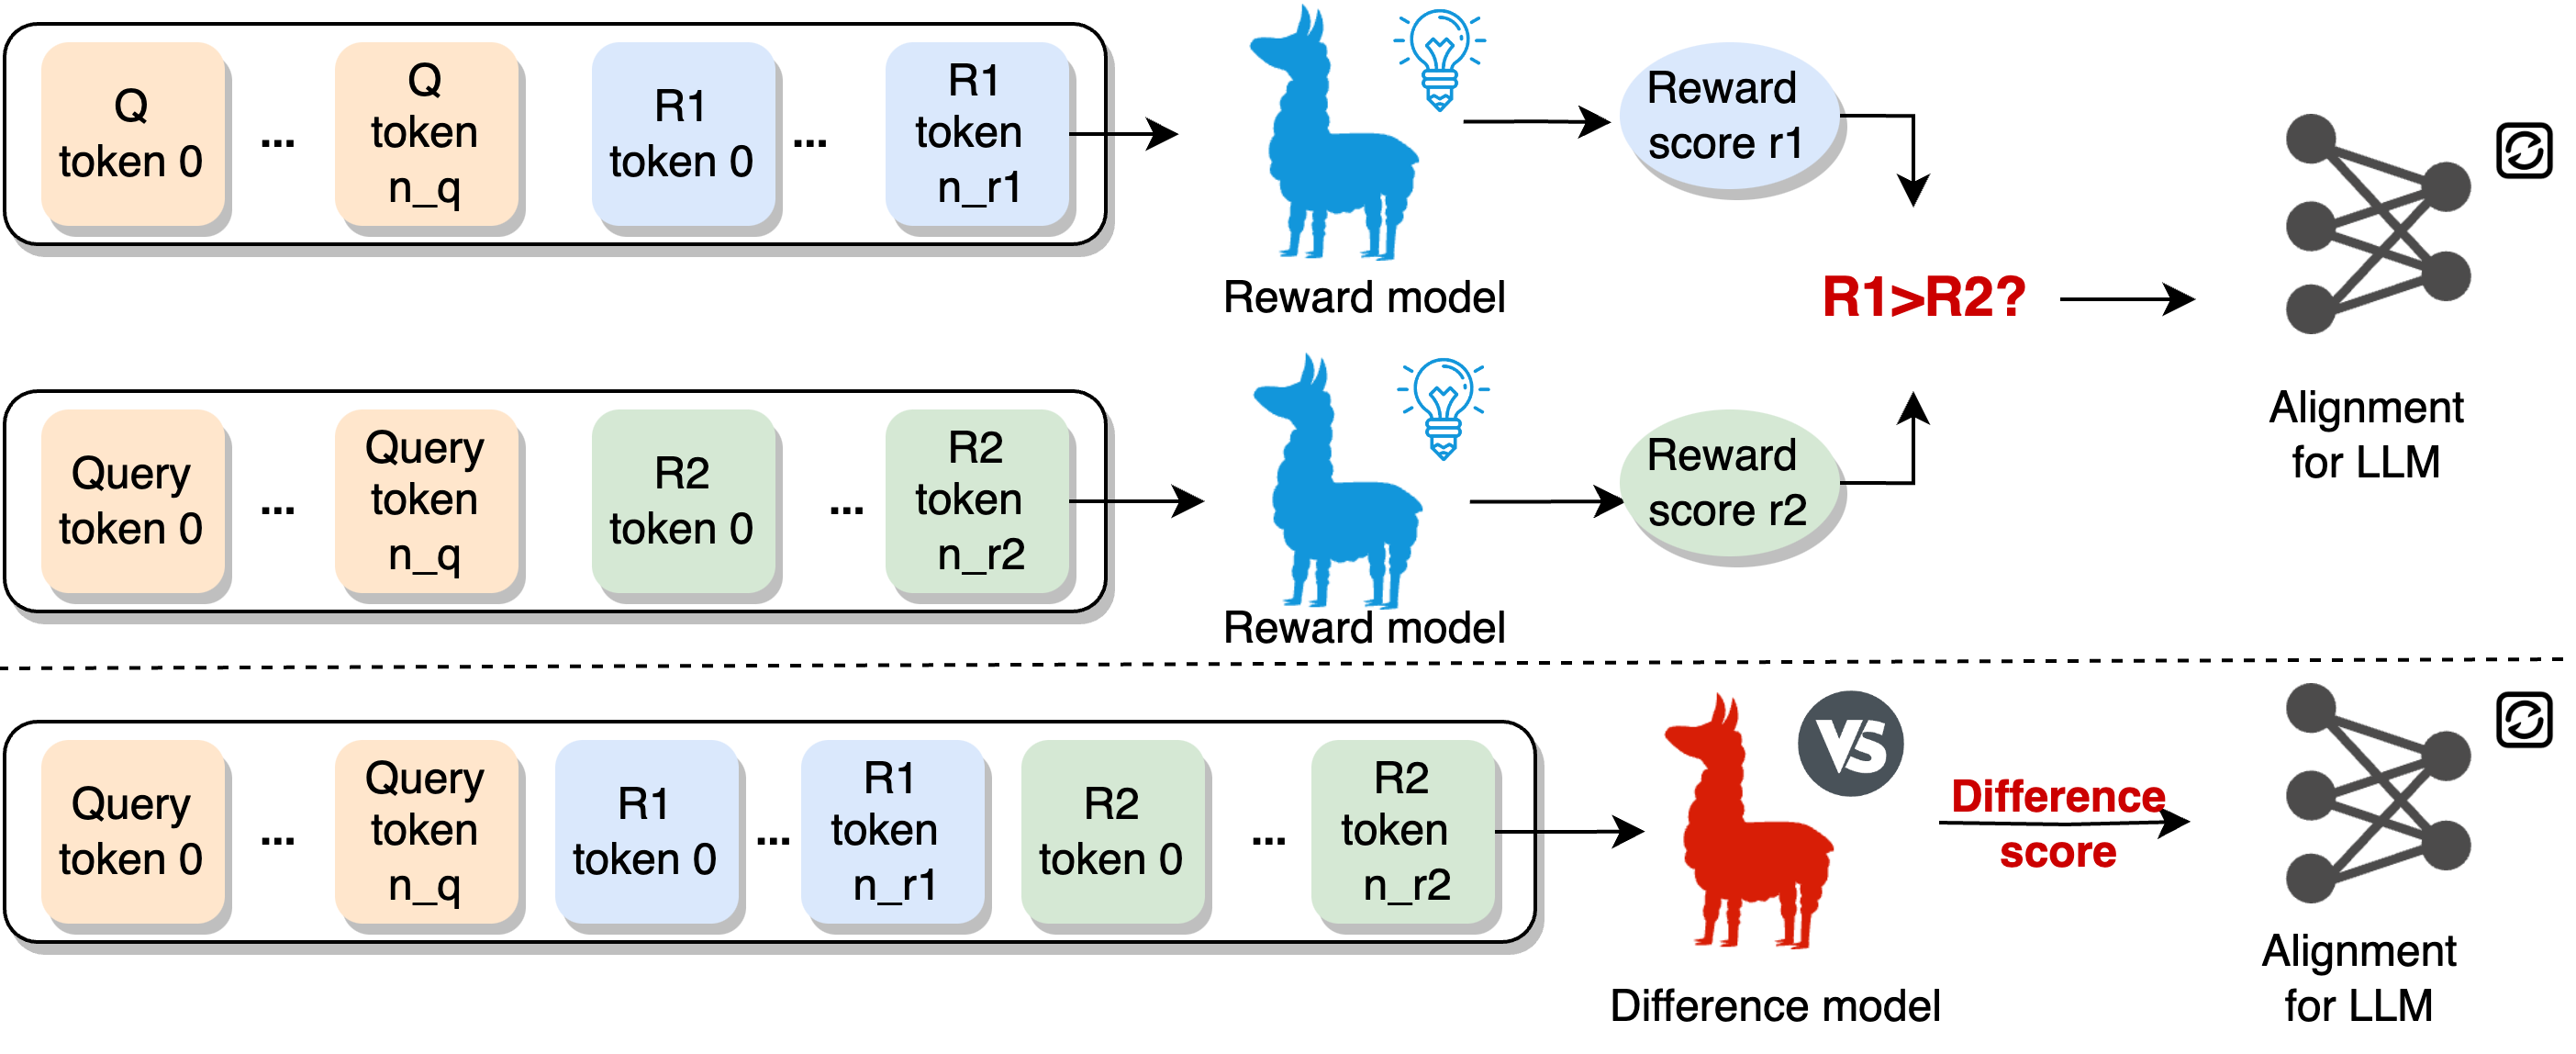 Q
token 0
...
Q
token
n_q
R1
token 0
...
R1
token
n_r1
Reward model
Reward
score r1
R1>R2?
Alignment
for LLM
Query
token 0
...
Query
token
n_q
R2
token 0
...
R2
token
n_r2
Reward model
Reward
score r2
Query
token 0
...
Query
token
n_q
R1
token 0
...
R1
token
n_r1
R2
token 0
...
R2
token
n_r2
VS
Difference model
Difference
score
Alignment
for LLM